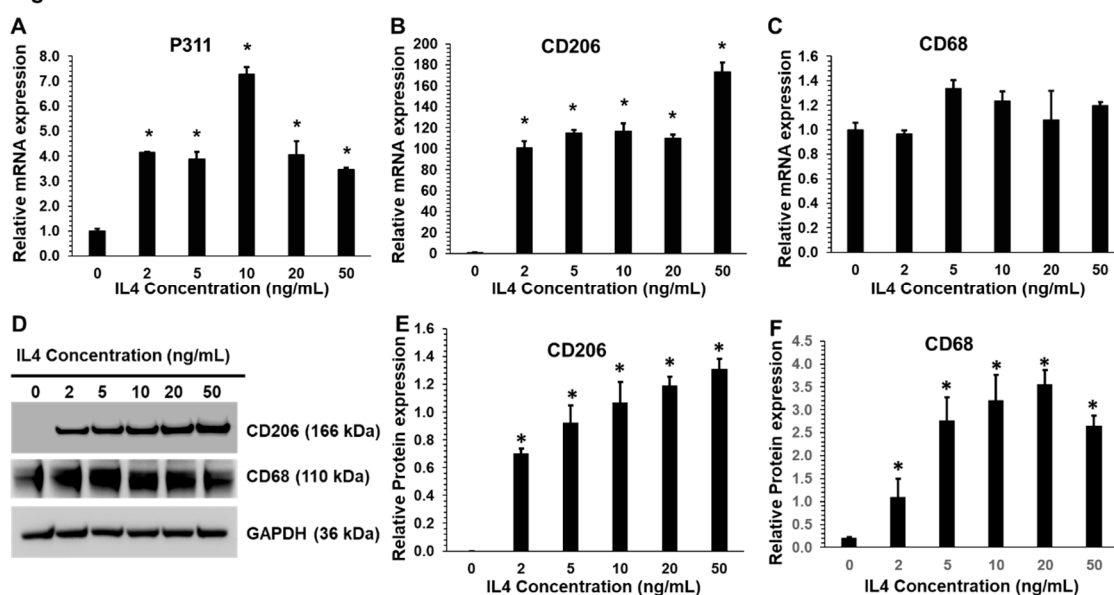 A
P311
Relative mRNA expression
8.0
7.0
6.0
5.0
4.0
3.0
2.0
1.0
0.0
* * * * *
0 2 5 10 20 50
IL4 Concentration (ng/mL)
B
CD206
Relative mRNA expression
200
180
160
140
120
100
80
60
40
20
0
* * * * *
0 2 5 10 20 50
IL4 Concentration (ng/mL)
C
CD68
Relative mRNA expression
1.6
1.4
1.2
1.0
0.8
0.6
0.4
0.2
0.0
0 2 5 10 20 50
IL4 Concentration (ng/mL)
D
IL4 Concentration (ng/mL)
0 2 5 10 20 50
CD206 (166 kDa)
CD68 (110 kDa)
GAPDH (36 kDa)
E
CD206
Relative Protein expression
1.6
1.4
1.2
1.0
0.8
0.6
0.4
0.2
0.0
* * * * *
0 2 5 10 20 50
IL4 Concentration (ng/mL)
F
CD68
Relative Protein expression
4.5
4.0
3.5
3.0
2.5
2.0
1.5
1.0
0.5
0.0
* * * * *
0 2 5 10 20 50
IL4 Concentration (ng/mL)